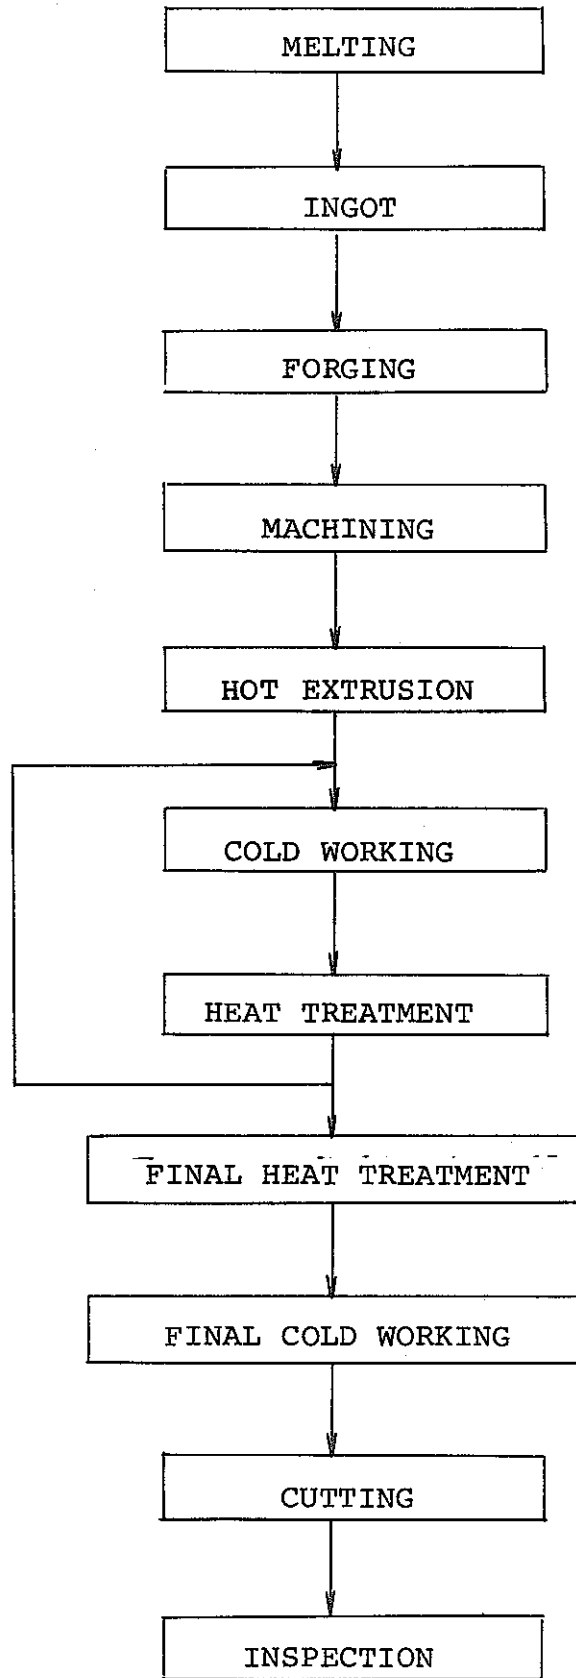 MELTING
INGOT
FORGING
MACHINING
HOT EXTRUSION
COLD WORKING
HEAT TREATMENT
FINAL HEAT TREATMENT
FINAL COLD WORKING
CUTTING
INSPECTION